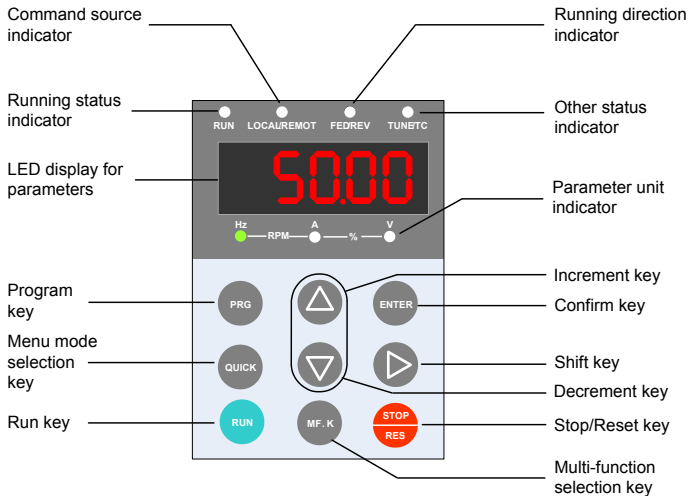 Command source
indicator
Running direction
indicator
Running status
indicator
Other status
indicator
RUN LOCAL/REMOT FED/REV TUNE/TC
LED display for
parameters
50.00
Parameter unit
indicator
Hz A V
RPM %
Program
key
PRG
ENTER
Increment key
Confirm key
Menu mode
selection
key
QUICK
Shift key
Decrement key
Run key
RUN
MF.K
STOP
RES
Stop/Reset key
Multi-function
selection key